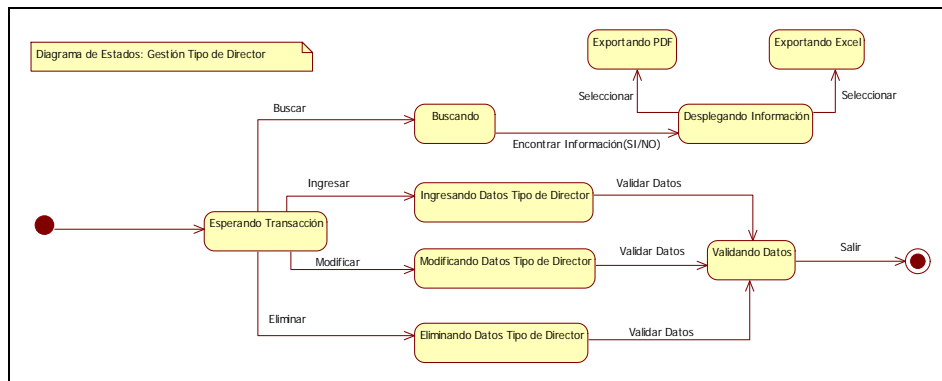 Diagrama de Estados: Gestión Tipo de Director
Exportando PDF
Exportando Excel
Seleccionar
Seleccionar
Buscar
Buscando
Desplegando Información
Encontrar Información(SI/NO)
Ingresar
Ingresando Datos Tipo de Director
Validar Datos
Esperando Transacción
Modificar
Modificando Datos Tipo de Director
Validar Datos
Validando Datos
Salir
Eliminar
Eliminando Datos Tipo de Director
Validar Datos